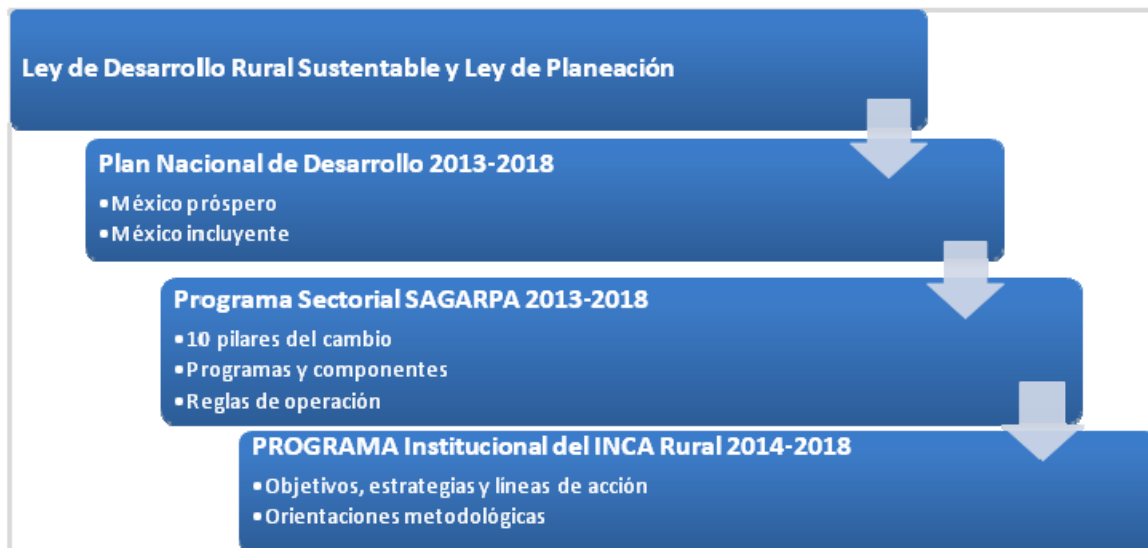 Ley de Desarrollo Rural Sustentable y Ley de Planeación
Plan Nacional de Desarrollo 2013-2018
•México próspero
•México incluyente
Programa Sectorial SAGARPA 2013-2018
•10 pilares del cambio
•Programas y componentes
•Reglas de operación
PROGRAMA Institucional del INCA Rural 2014-2018
•Objetivos, estrategias y líneas de acción
•Orientaciones metodológicas